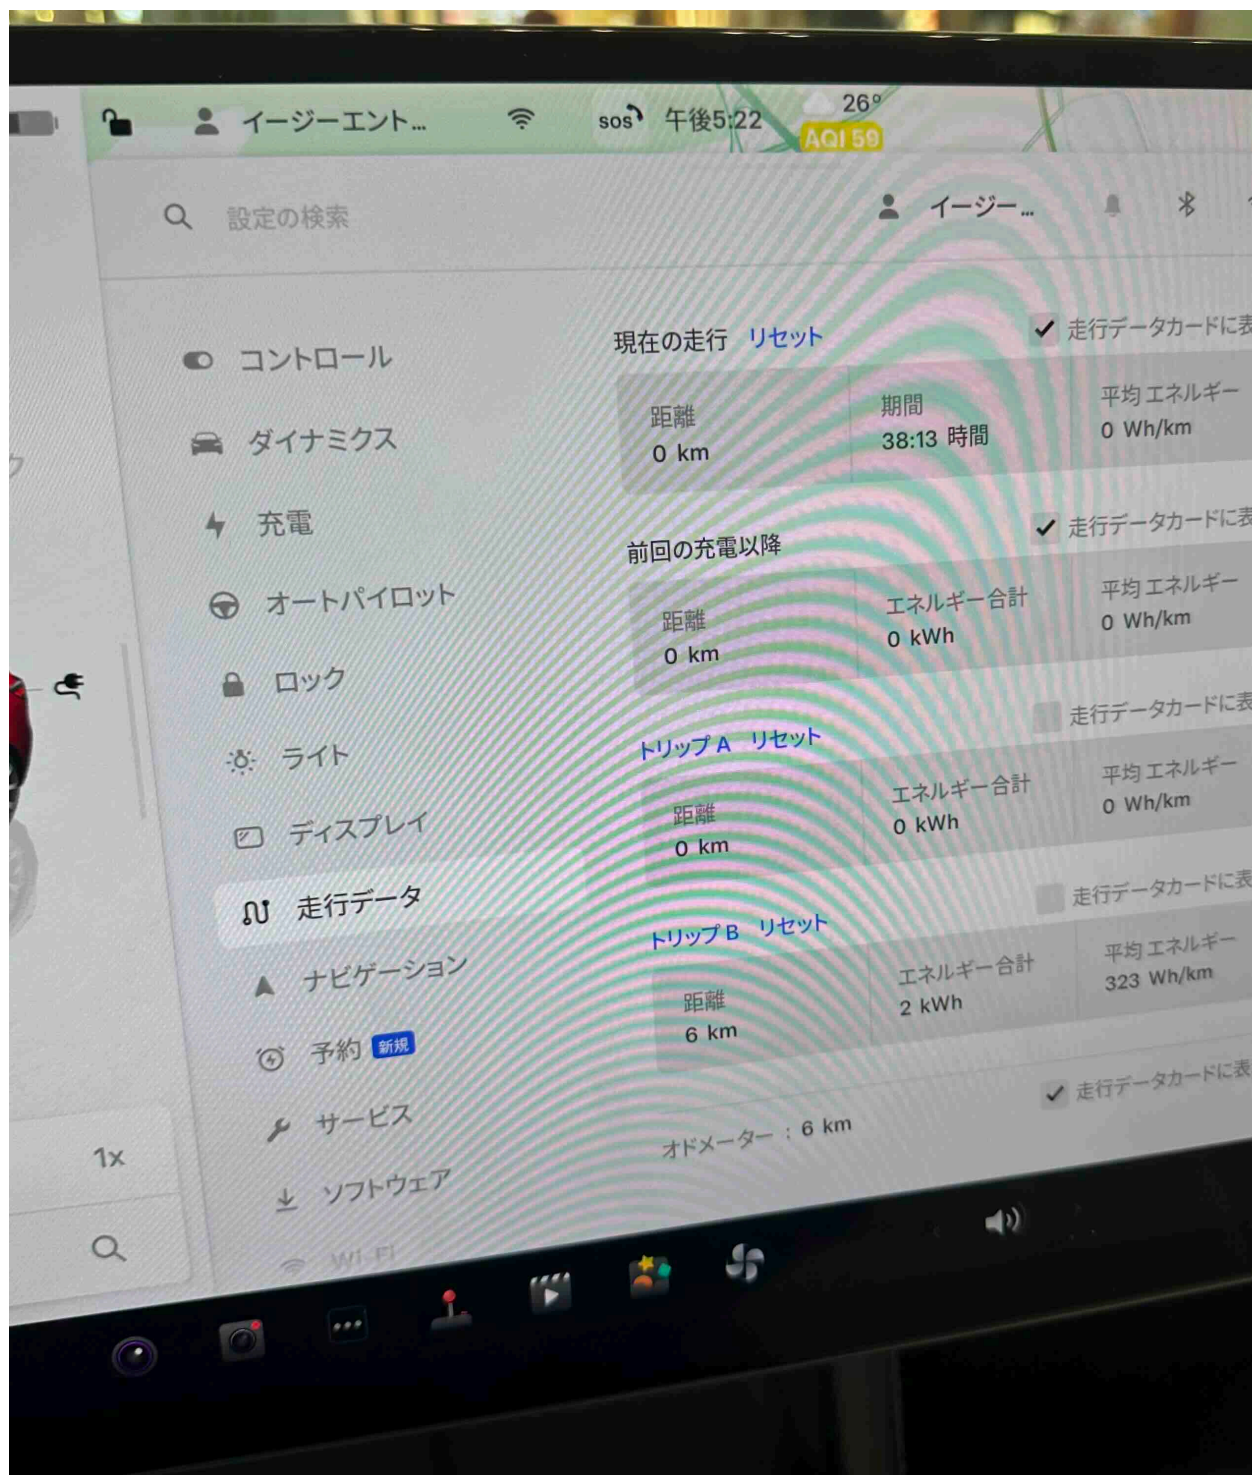 イージーエント...
sos
午後5:22
26°
AQI 59
設定の検索
イージー...
コントロール
ダイナミクス
充電
オートパイロット
ロック
ライト
ディスプレイ
走行データ
ナビゲーション
予約 新規
サービス
ソフトウェア
Wi-Fi
現在の走行 リセット
走行データカードに表
距離
0 km
期間
38:13 時間
平均エネルギー
0 Wh/km
前回の充電以降
走行データカードに表
距離
0 km
エネルギー合計
0 kWh
平均エネルギー
0 Wh/km
トリップ A リセット
走行データカードに表
距離
0 km
エネルギー合計
0 kWh
平均エネルギー
0 Wh/km
トリップ B リセット
走行データカードに表
距離
6 km
エネルギー合計
2 kWh
平均エネルギー
323 Wh/km
オドメーター : 6 km
走行データカードに表
1x